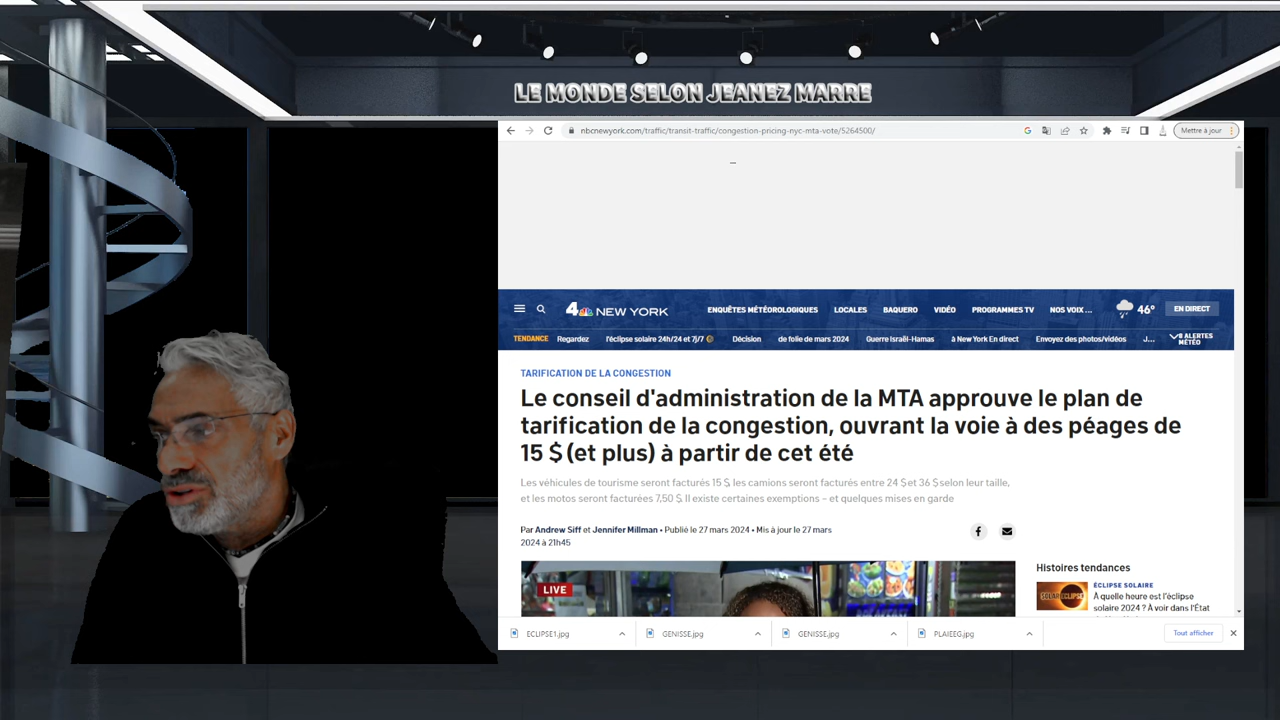 LE MONDE SELON JEANEZ MARRE
nbcnewyork.com/traffic/transit-traffic/congestion-pricing-nyc-mta-vote/5264500/
Mettre à jour
4 NEW YORK
ENQUÊTES MÉTÉOROLOGIQUES LOCALES BAQUERO VIDÉO PROGRAMMES TV NOS VOIX ...
46°
EN DIRECT
TENDANCE Regardez l'éclipse solaire 24h/24 et 7j/7 Décision de folie de mars 2024 Guerre Israël-Hamas à New York En direct Envoyez des photos/vidéos J...
8 ALERTES
MÉTÉO
TARIFICATION DE LA CONGESTION
Le conseil d'administration de la MTA approuve le plan de
tarification de la congestion, ouvrant la voie à des péages de
15 $ (et plus) à partir de cet été
Les véhicules de tourisme seront facturés 15 $, les camions seront facturés entre 24 $ et 36 $ selon leur taille,
et les motos seront facturées 7,50 $. Il existe certaines exemptions – et quelques mises en garde
Par Andrew Siff et Jennifer Millman • Publié le 27 mars 2024 • Mis à jour le 27 mars
2024 à 21h45
LIVE
Histoires tendances
SOLAR ECLIPSE
ÉCLIPSE SOLAIRE
À quelle heure est l'éclipse
solaire 2024 ? À voir dans l'État
ECLIPSE1.jpg GENISSE.jpg GENISSE.jpg PLAIEEG.jpg
Tout afficher